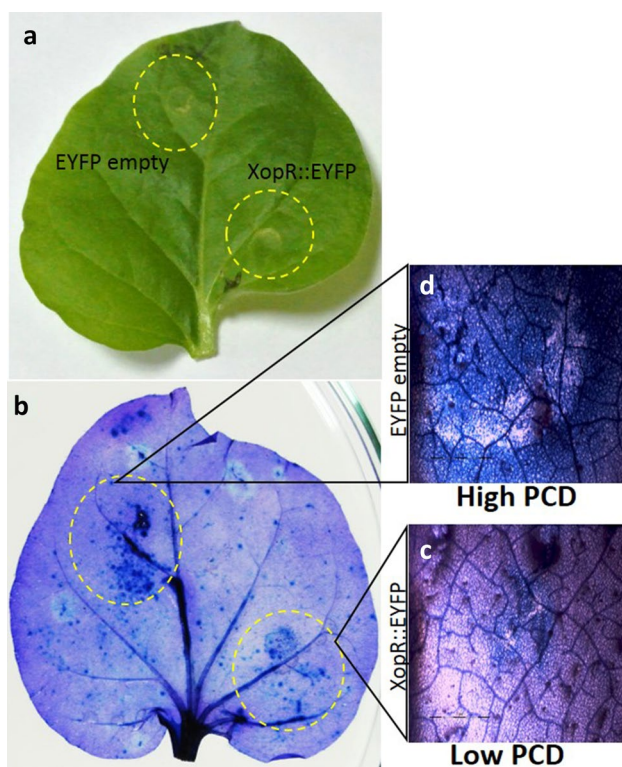 a
EYFP empty
XopR::EYFP
b
d
EYFP empty
High PCD
c
XopR::EYFP
Low PCD